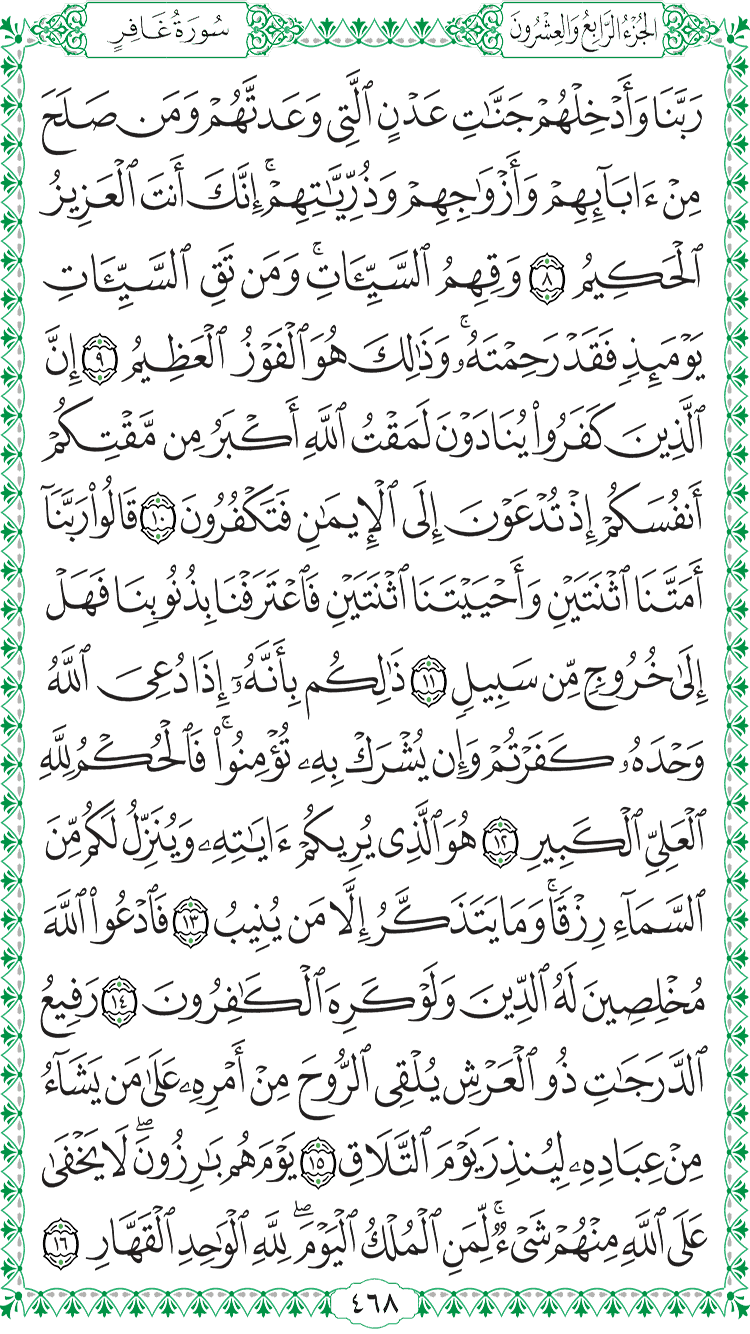 سُورَةُ غَافِرٍ
الجُزْءُ الرَّابِعُ وَالعِشْرُونَ
رَبَّنَا وَأَدۡخِلۡهُمۡ جَنَّٰتِ عَدۡنٍ ٱلَّتِي وَعَدتَّهُمۡ وَمَن صَلَحَ
مِنۡ ءَابَآئِهِمۡ وَأَزۡوَٰجِهِمۡ وَذُرِّيَّٰتِهِمۡۚ إِنَّكَ أَنتَ ٱلۡعَزِيزُ
ٱلۡحَكِيمُ ٨ وَقِهِمُ ٱلسَّيِّـَٔاتِۚ وَمَن تَقِ ٱلسَّيِّـَٔاتِ
يَوۡمَئِذٖ فَقَدۡ رَحِمۡتَهُۥۚ وَذَٰلِكَ هُوَ ٱلۡفَوۡزُ ٱلۡعَظِيمُ ٩ إِنَّ
ٱلَّذِينَ كَفَرُواْ يُنَادَوۡنَ لَمَقۡتُ ٱللَّهِ أَكۡبَرُ مِن مَّقۡتِكُمۡ
أَنفُسَكُمۡ إِذۡ تُدۡعَوۡنَ إِلَى ٱلۡإِيمَٰنِ فَتَكۡفُرُونَ ١٠ قَالُواْ رَبَّنَآ
أَمَتَّنَا ٱثۡنَتَيۡنِ وَأَحۡيَيۡتَنَا ٱثۡنَتَيۡنِ فَٱعۡتَرَفۡنَا بِذُنُوبِنَا فَهَلۡ
إِلَىٰ خُرُوجٖ مِّن سَبِيلٖ ١١ ذَٰلِكُم بِأَنَّهُۥٓ إِذَا دُعِيَ ٱللَّهُ
وَحۡدَهُۥ كَفَرۡتُمۡ وَإِن يُشۡرَكۡ بِهِۦ تُؤۡمِنُواْۚ فَٱلۡحُكۡمُ لِلَّهِ
ٱلۡعَلِيِّ ٱلۡكَبِيرِ ١٢ هُوَ ٱلَّذِي يُرِيكُمۡ ءَايَٰتِهِۦ وَيُنَزِّلُ لَكُم مِّنَ
ٱلسَّمَآءِ رِزۡقٗاۚ وَمَا يَتَذَكَّرُ إِلَّا مَن يُنِيبُ ١٣ فَٱدۡعُواْ ٱللَّهَ
مُخۡلِصِينَ لَهُ ٱلدِّينَ وَلَوۡ كَرِهَ ٱلۡكَٰفِرُونَ ١٤ رَفِيعُ
ٱلدَّرَجَٰتِ ذُو ٱلۡعَرۡشِ يُلۡقِي ٱلرُّوحَ مِنۡ أَمۡرِهِۦ عَلَىٰ مَن يَشَآءُ
مِنۡ عِبَادِهِۦ لِيُنذِرَ يَوۡمَ ٱلتَّلَاقِ ١٥ يَوۡمَ هُم بَٰرِزُونَۖ لَا يَخۡفَىٰ
عَلَى ٱللَّهِ مِنۡهُمۡ شَيۡءٞۚ لِّمَنِ ٱلۡمُلۡكُ ٱلۡيَوۡمَۖ لِلَّهِ ٱلۡوَٰحِدِ ٱلۡقَهَّارِ ١٦
٤٦٨